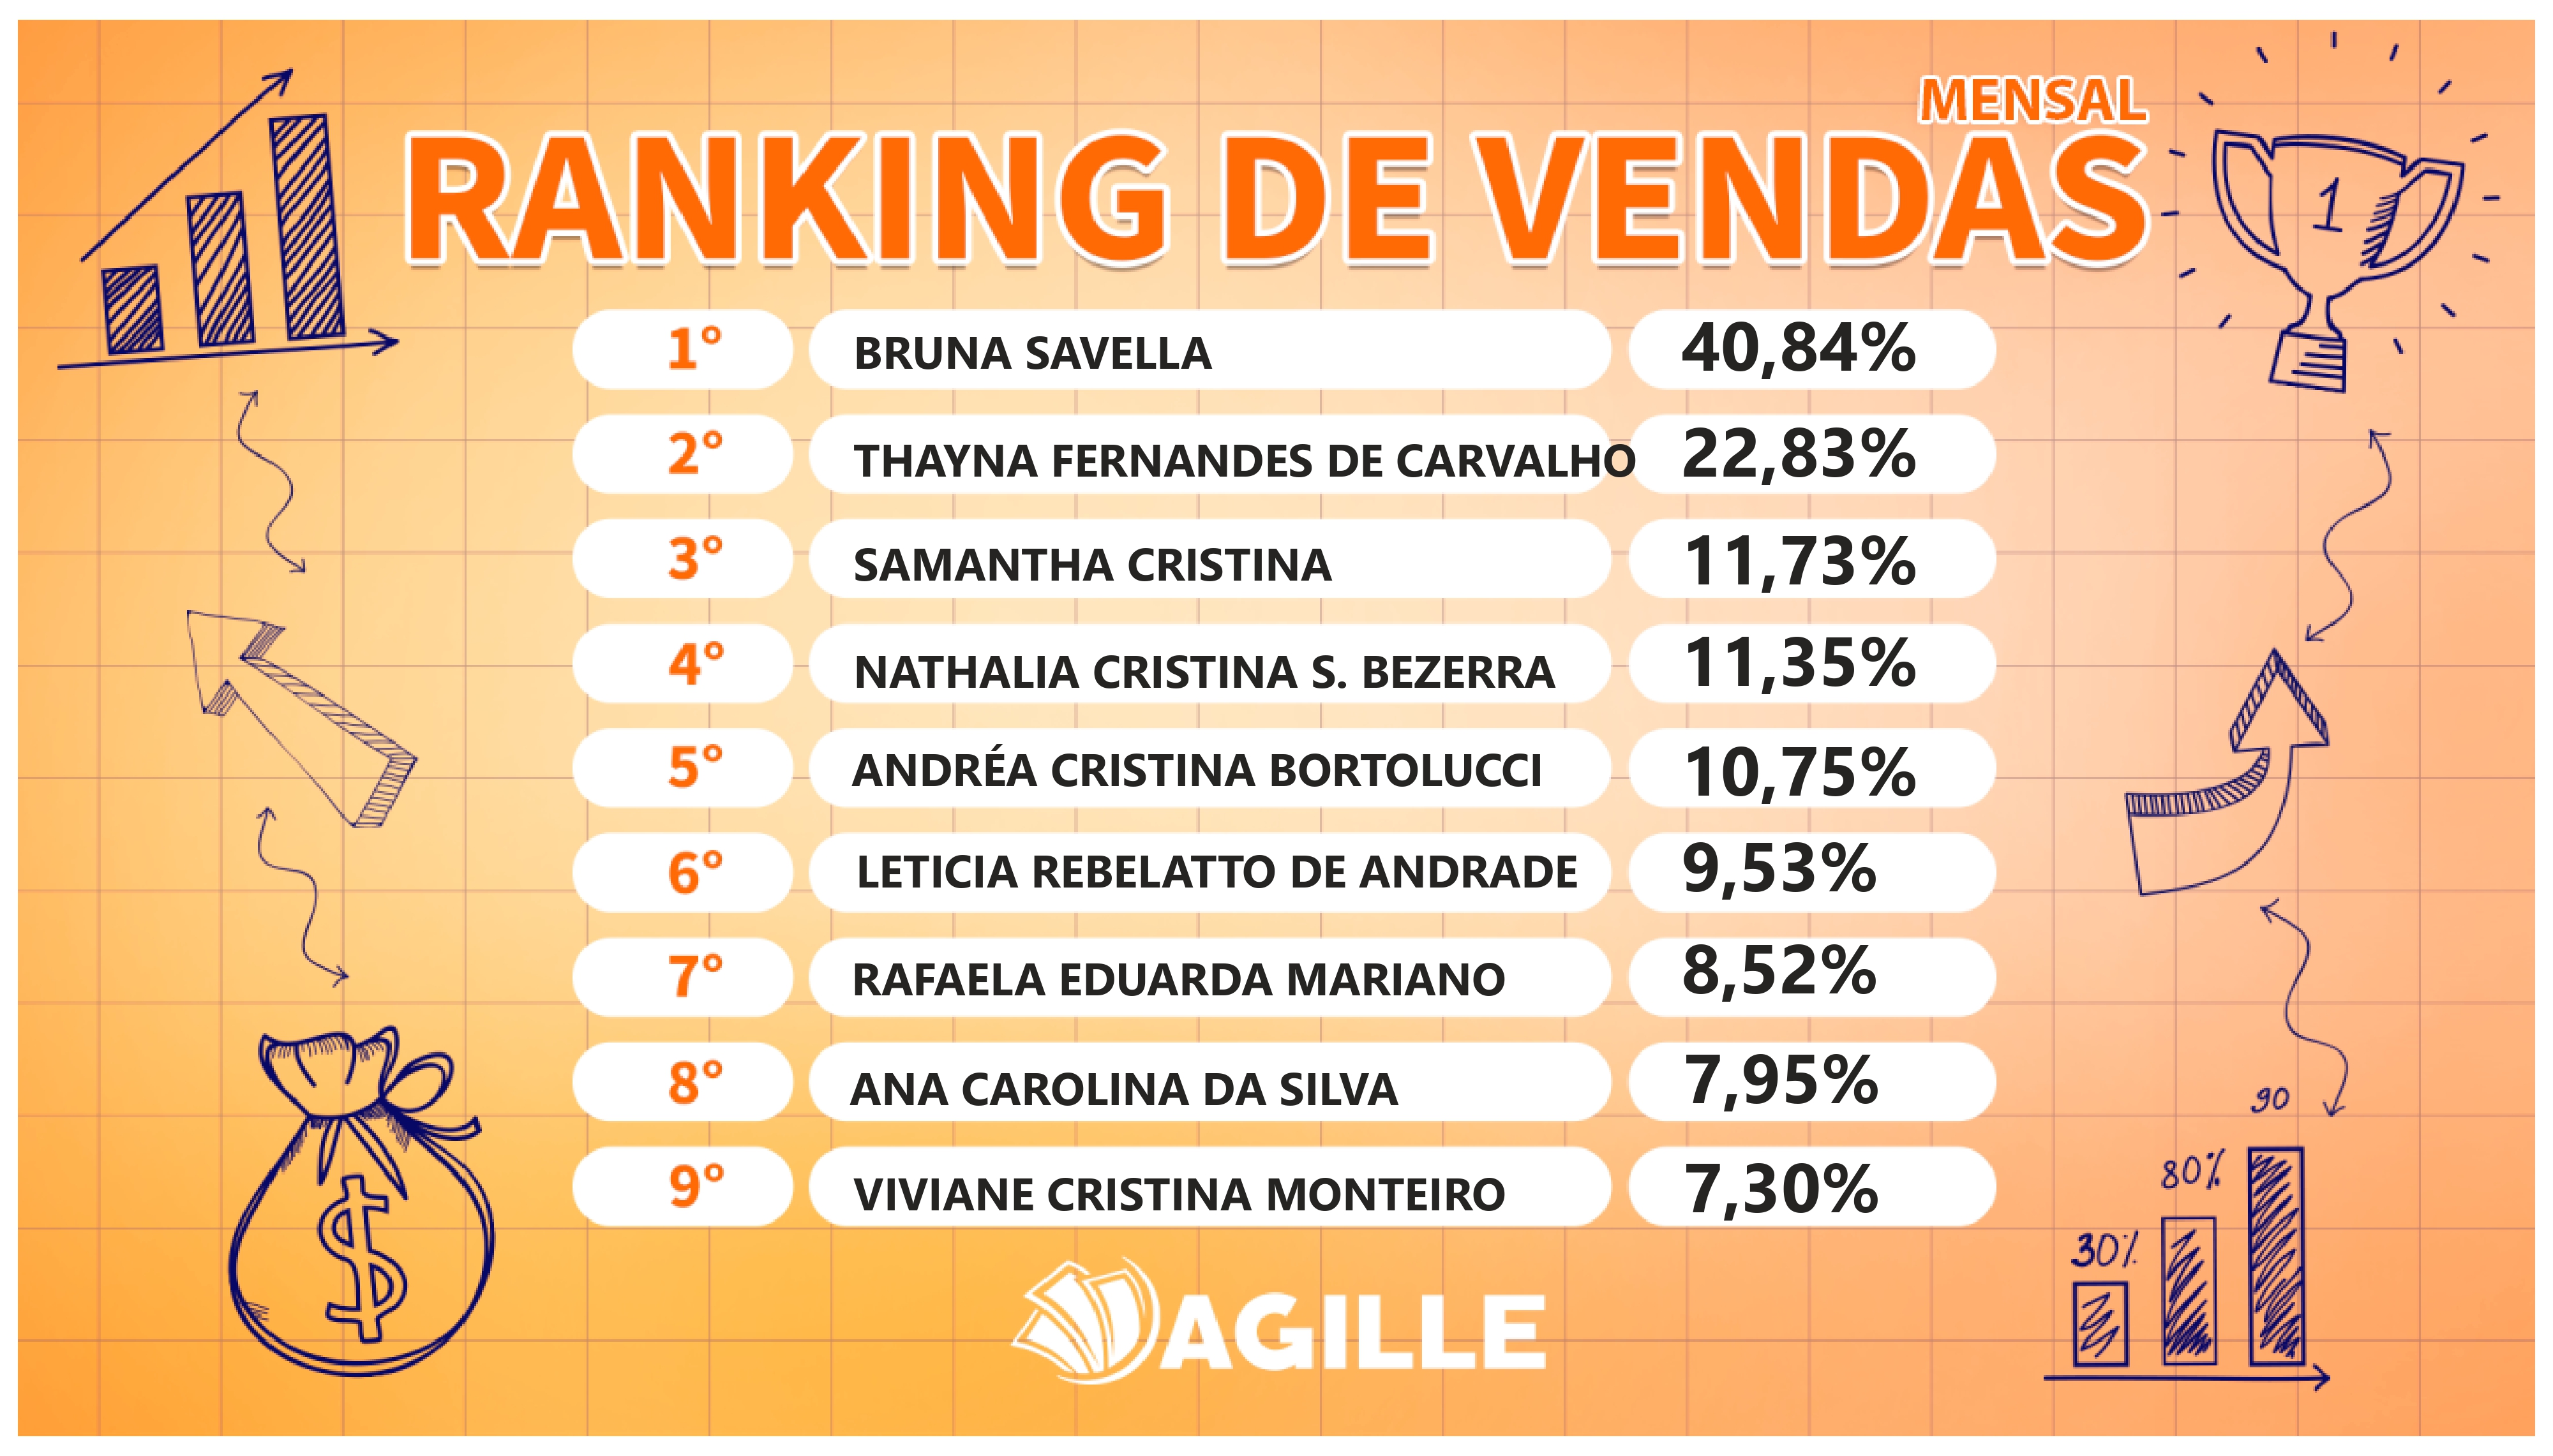 MENSAL
RANKING DE VENDAS
1
1° BRUNA SAVELLA 40,84%
2° THAYNA FERNANDES DE CARVALHO 22,83%
3° SAMANTHA CRISTINA 11,73%
4° NATHALIA CRISTINA S. BEZERRA 11,35%
5° ANDRÉA CRISTINA BORTOLUCCI 10,75%
6° LETICIA REBELATTO DE ANDRADE 9,53%
7° RAFAELA EDUARDA MARIANO 8,52%
8° ANA CAROLINA DA SILVA 7,95%
9° VIVIANE CRISTINA MONTEIRO 7,30%
$
90
80%
30%
AGILLE